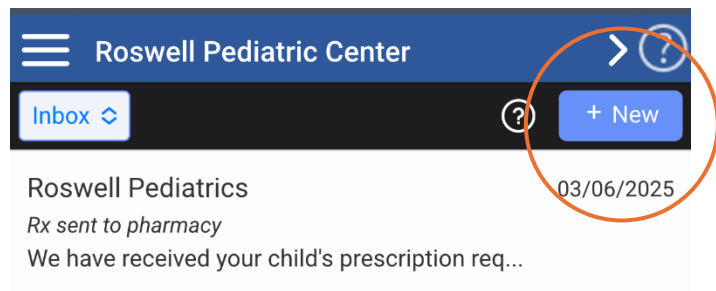 Roswell Pediatric Center ?
Inbox ? + New
Roswell Pediatrics 03/06/2025
Rx sent to pharmacy
We have received your child's prescription req...